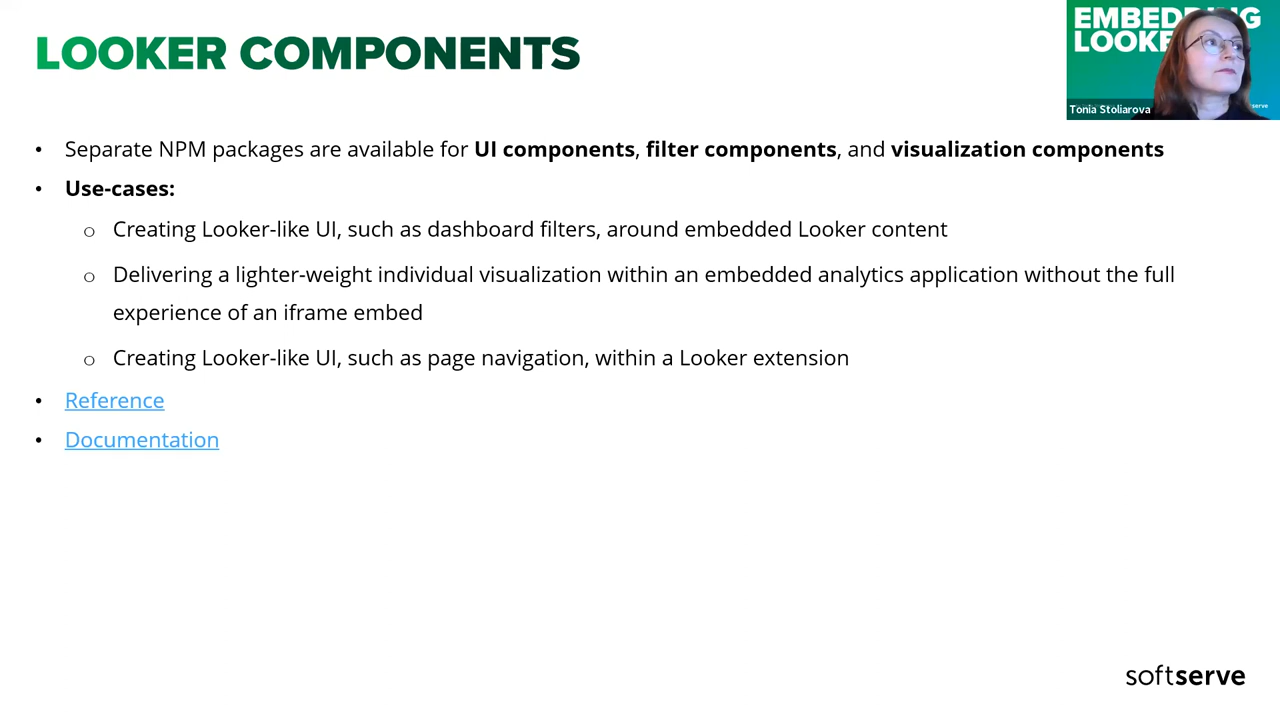 LOOKER COMPONENTS
EMBEDDING
LOOKE
Tonia Stoliarova
serve
• Separate NPM packages are available for UI components, filter components, and visualization components
• Use-cases:
○ Creating Looker-like UI, such as dashboard filters, around embedded Looker content
○ Delivering a lighter-weight individual visualization within an embedded analytics application without the full
experience of an iframe embed
○ Creating Looker-like UI, such as page navigation, within a Looker extension
• Reference
• Documentation
softserve